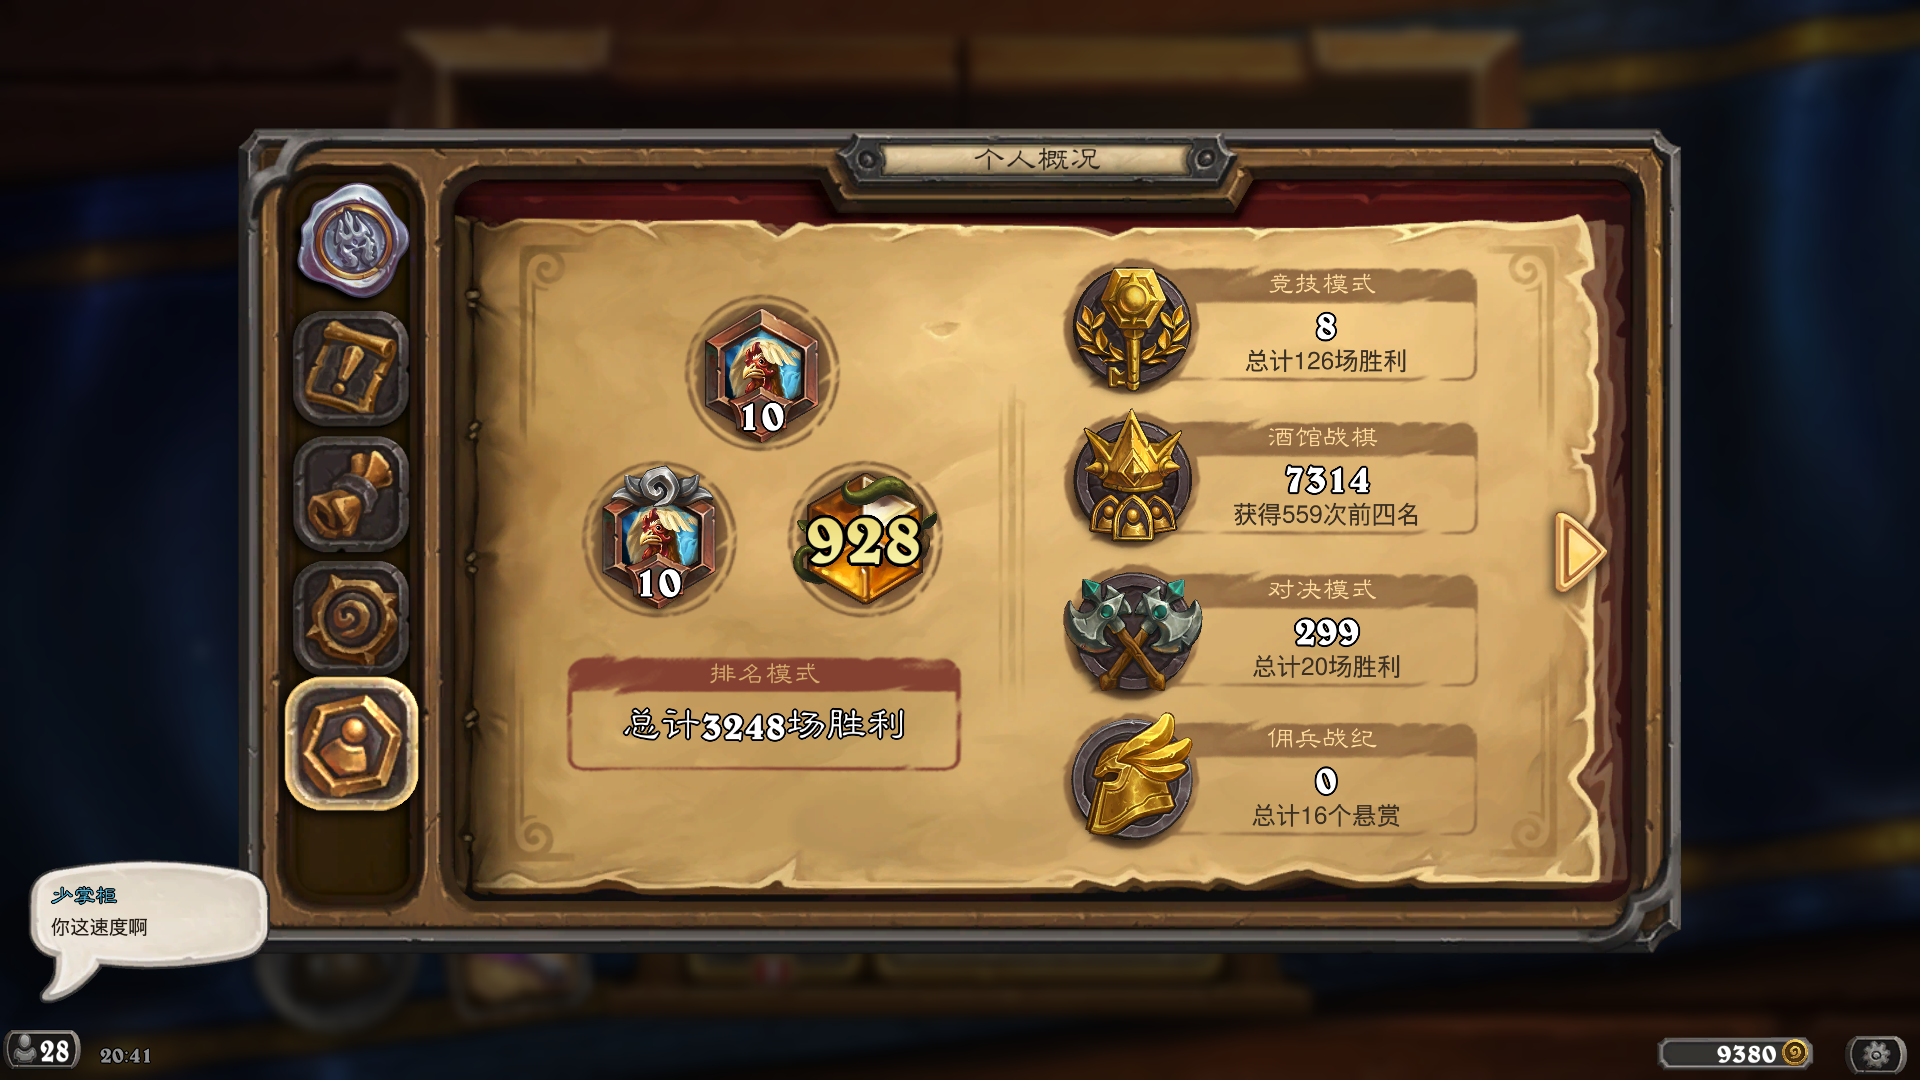 个人概况
10
10
928
排名模式
总计3248场胜利
竞技模式
8
总计126场胜利
酒馆战棋
7314
获得559次前四名
对决模式
299
总计20场胜利
佣兵战纪
0
总计16个悬赏
少掌柜
你这速度啊
28
20:41
9380